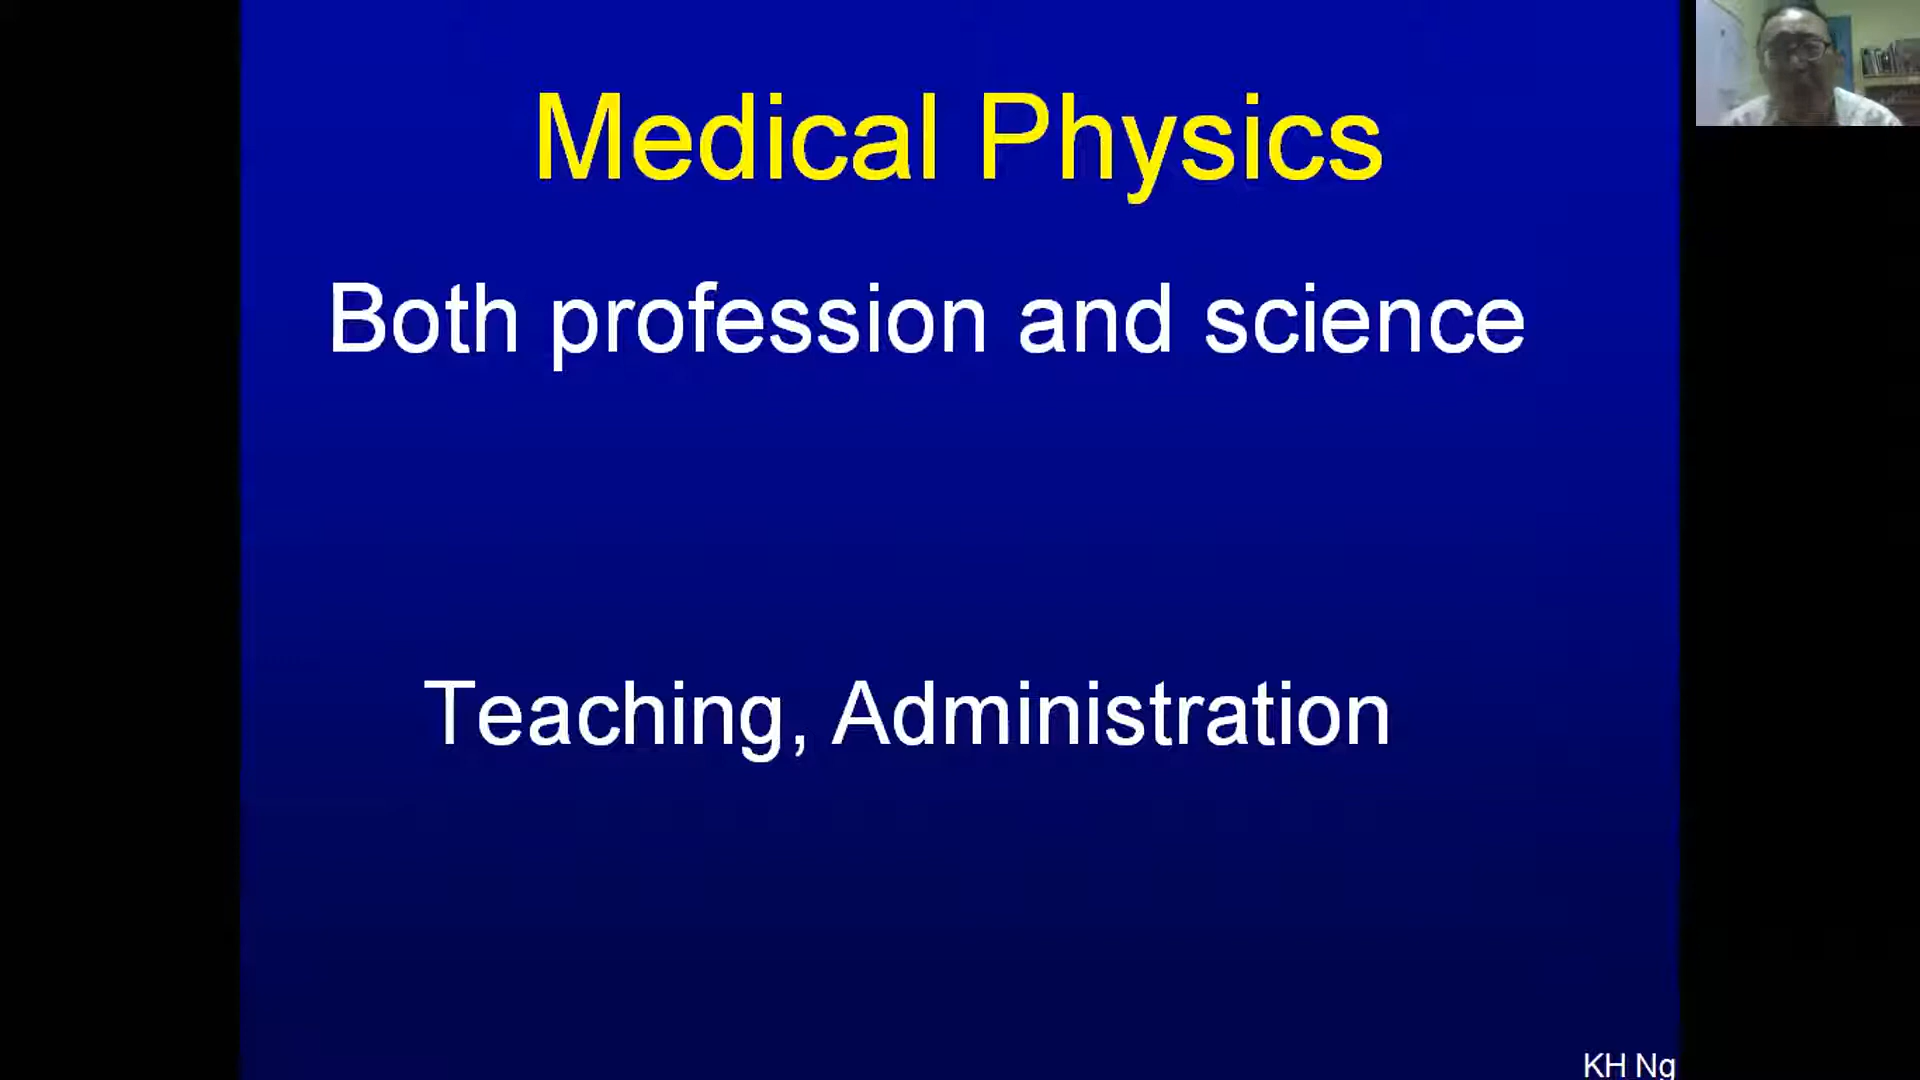 Medical Physics
Both profession and science
Teaching, Administration
KH Ng